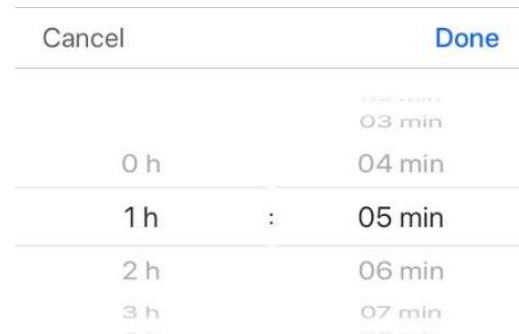 Cancel Done
03 min
0 h 04 min
1 h : 05 min
2 h 06 min
3 h 07 min